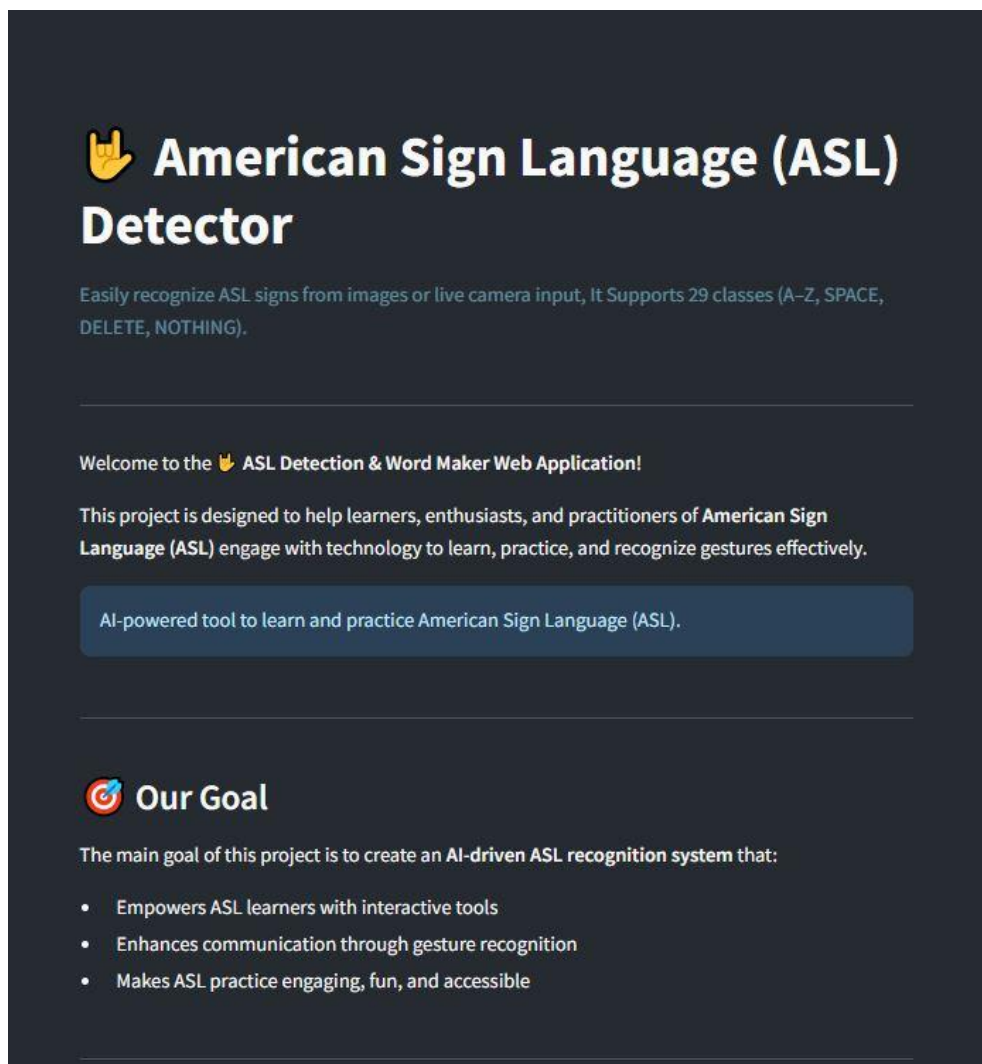 🤟 American Sign Language (ASL)
Detector
Easily recognize ASL signs from images or live camera input, It Supports 29 classes (A–Z, SPACE,
DELETE, NOTHING).
Welcome to the 🤟 ASL Detection & Word Maker Web Application!
This project is designed to help learners, enthusiasts, and practitioners of American Sign
Language (ASL) engage with technology to learn, practice, and recognize gestures effectively.
AI-powered tool to learn and practice American Sign Language (ASL).
🎯 Our Goal
The main goal of this project is to create an AI-driven ASL recognition system that:
• Empowers ASL learners with interactive tools
• Enhances communication through gesture recognition
• Makes ASL practice engaging, fun, and accessible